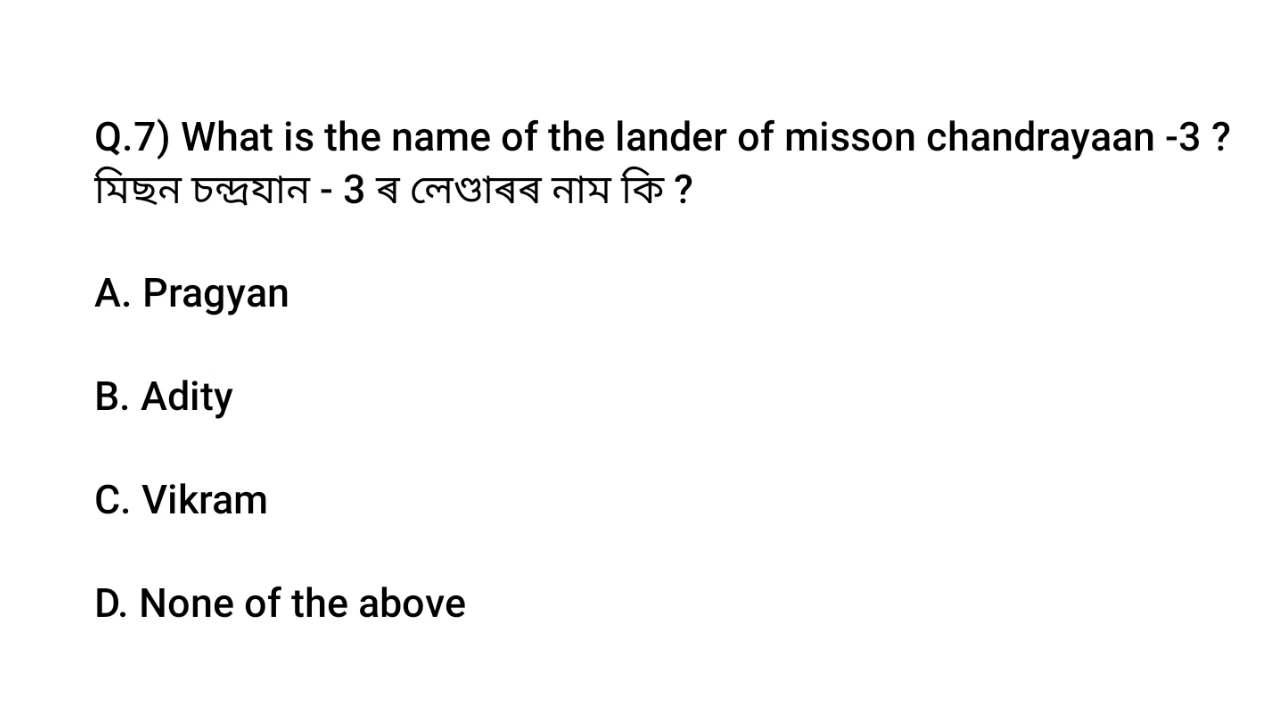 Q.7) What is the name of the lander of misson chandrayaan -3 ?
মিছন চন্দ্ৰযান - 3 ৰ লেণ্ডাৰৰ নাম কি ?
A. Pragyan
B. Adity
C. Vikram
D. None of the above